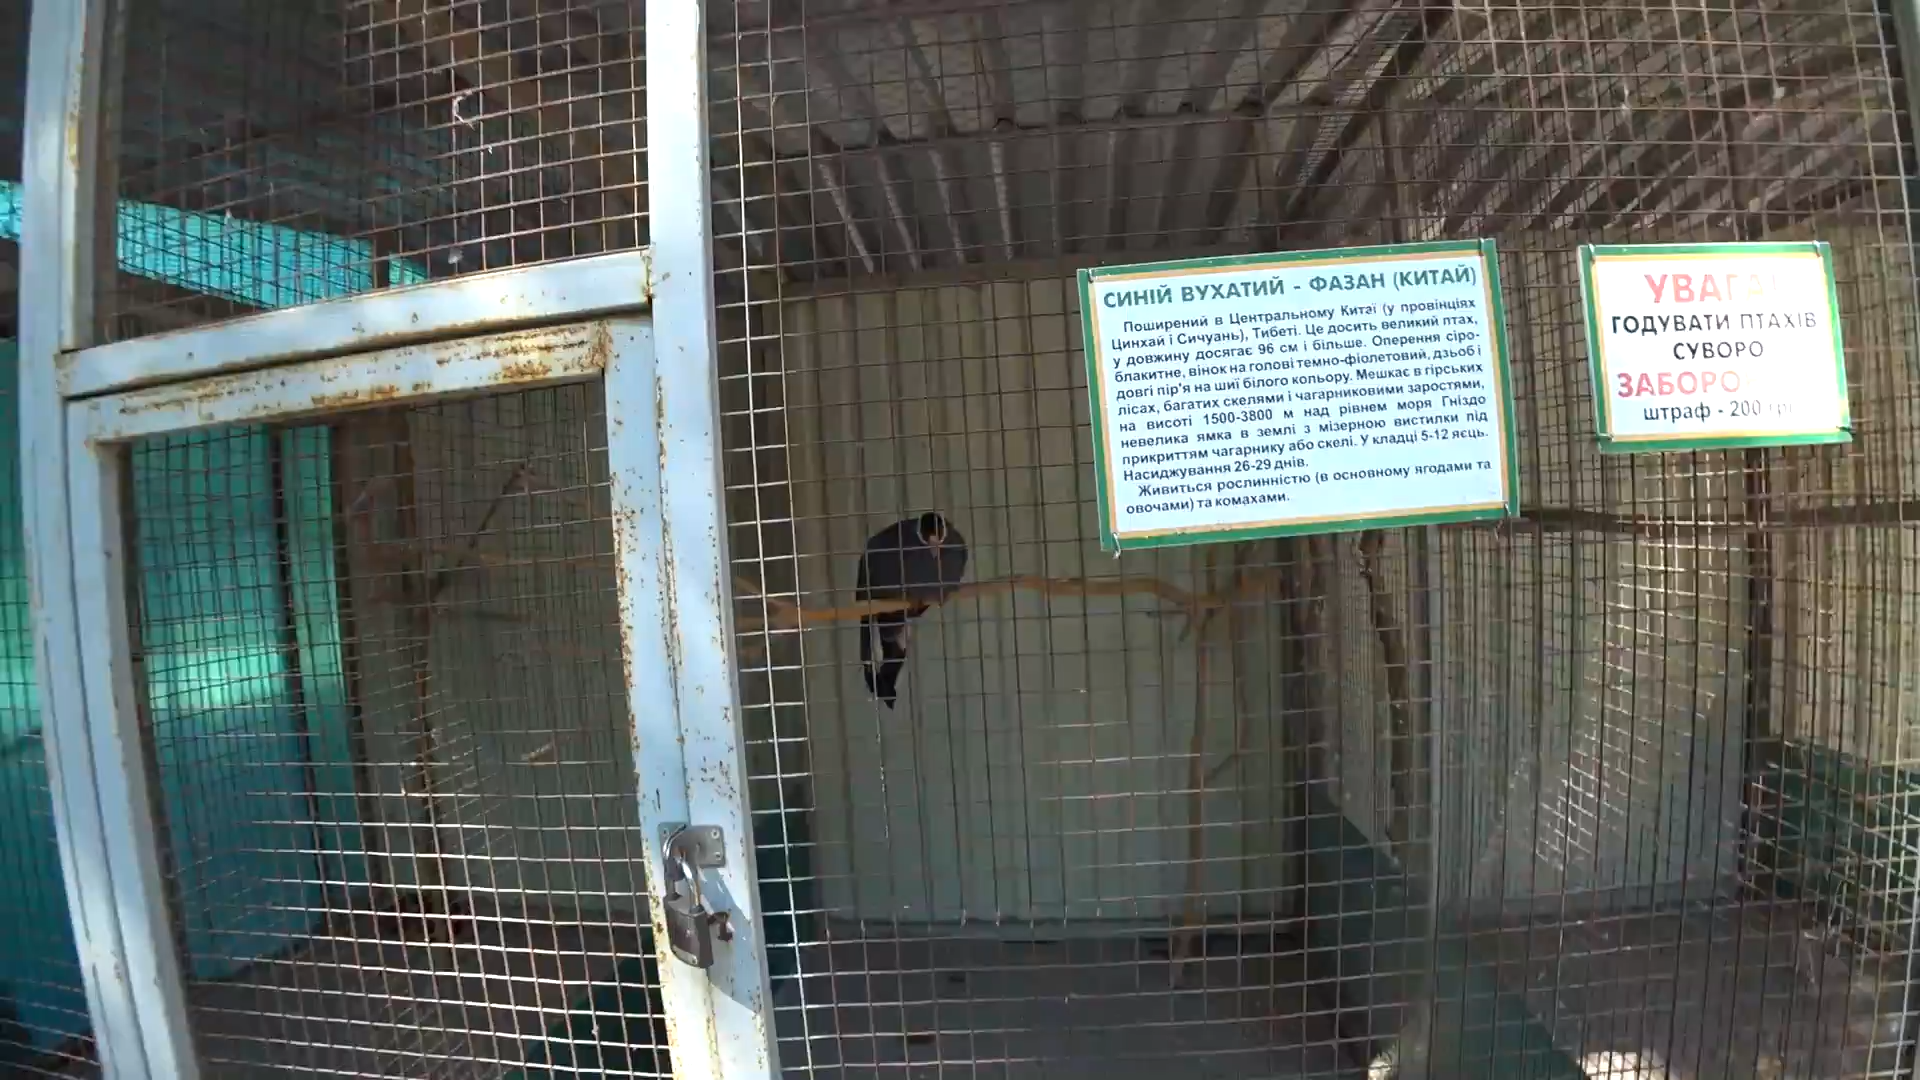 СИНІЙ ВУХАТИЙ - ФАЗАН (КИТАЙ)
Поширений в Центральному Китаї (у провінціях
Цинхай і Сичуань), Тибеті. Це досить великий птах,
у довжину досягає 96 см і більше. Оперення сіро-
блакитне, вінок на голові темно-фіолетовий, дзьоб і
довгі пір'я на шиї білого кольору. Мешкає в гірських
лісах, багатих скелями і чагарниковими заростями,
на висоті 1500-3800 м над рівнем моря Гніздо
невелика ямка в землі з мізерною вистилки під
прикриттям чагарнику або скелі. У кладці 5-12 яєць.
Насиджування 26-29 днів.
Живиться рослинністю (в основному ягодами та
овочами) та комахами.
УВАГА!
ГОДУВАТИ ПТАХІВ
СУВОРО
штраф - 200